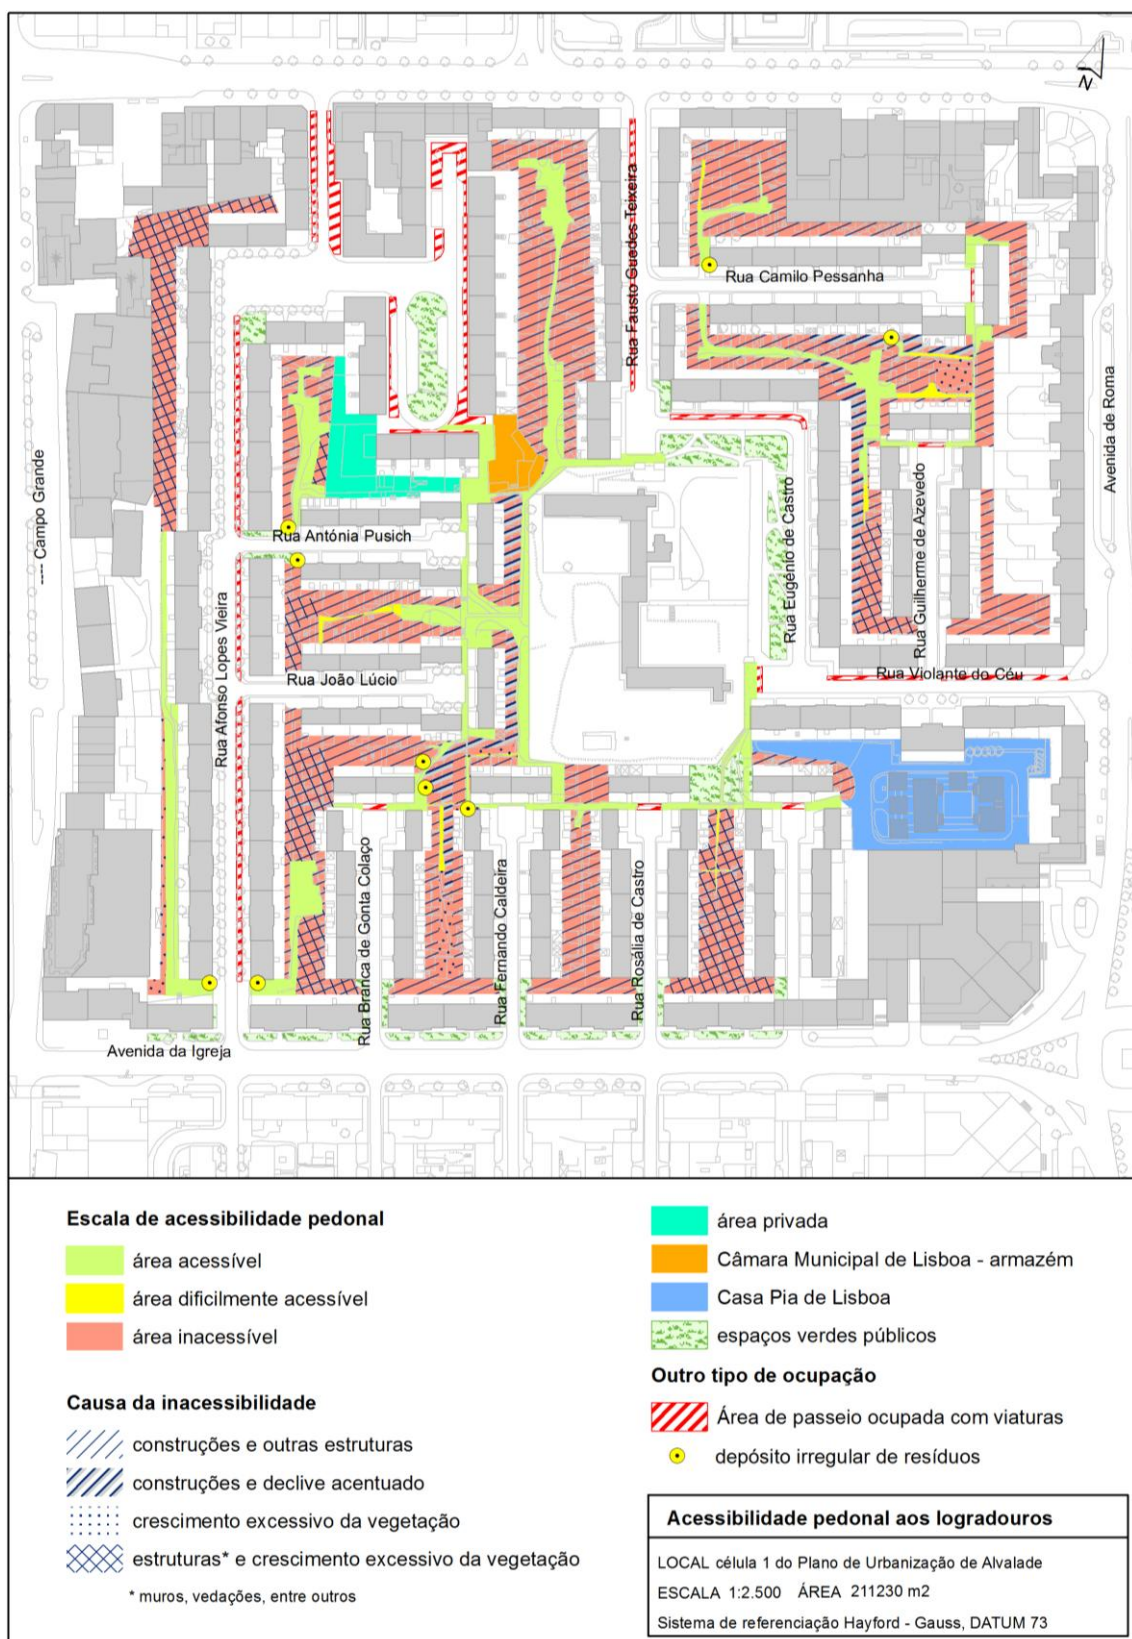 N
Rua Fausto Guedes Teixeira
Rua Camilo Pessanha
Avenida de Roma
---- Campo Grande
Rua Antónia Pusich
Rua Guilherme de Azevedo
Rua Eugénio de Castro
Rua Afonso Lopes Vieira
Rua João Lúcio
Rua Violante do Céu
Rua Branca de Gonta Colaço
Rua Fernando Caldeira
Rua Rosália de Castro
Avenida da Igreja
Escala de acessibilidade pedonal
área acessível
área dificilmente acessível
área inacessível
Causa da inacessibilidade
construções e outras estruturas
construções e declive acentuado
crescimento excessivo da vegetação
estruturas* e crescimento excessivo da vegetação
* muros, vedações, entre outros
área privada
Câmara Municipal de Lisboa - armazém
Casa Pia de Lisboa
espaços verdes públicos
Outro tipo de ocupação
Área de passeio ocupada com viaturas
depósito irregular de resíduos
Acessibilidade pedonal aos logradouros
LOCAL célula 1 do Plano de Urbanização de Alvalade
ESCALA 1:2.500 ÁREA 211230 m2
Sistema de referenciação Hayford - Gauss, DATUM 73